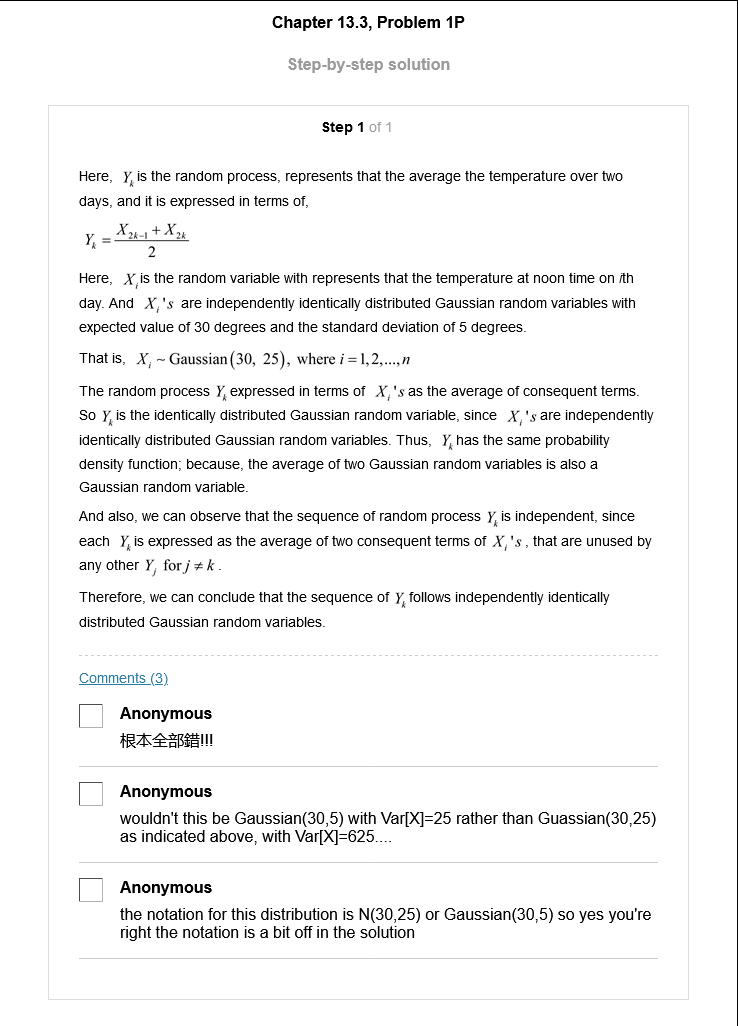 Chapter 13.3, Problem 1P
Step-by-step solution
Step 1 of 1
Here, Y_k is the random process, represents that the average the temperature over two
days, and it is expressed in terms of,
Y_k = (X_{2k-1} + X_{2k}) / 2
Here, X_i is the random variable with represents that the temperature at noon time on ith
day. And X_i's are independently identically distributed Gaussian random variables with
expected value of 30 degrees and the standard deviation of 5 degrees.
That is, X_i ~ Gaussian(30, 25), where i = 1,2,...,n
The random process Y_k expressed in terms of X_i's as the average of consequent terms.
So Y_k is the identically distributed Gaussian random variable, since X_i's are independently
identically distributed Gaussian random variables. Thus, Y_k has the same probability
density function; because, the average of two Gaussian random variables is also a
Gaussian random variable.
And also, we can observe that the sequence of random process Y_k is independent, since
each Y_k is expressed as the average of two consequent terms of X_i's, that are unused by
any other Y_j for j ≠ k.
Therefore, we can conclude that the sequence of Y_k follows independently identically
distributed Gaussian random variables.
Comments (3)
Anonymous
根本全部錯!!!
Anonymous
wouldn't this be Gaussian(30,5) with Var[X]=25 rather than Guassian(30,25)
as indicated above, with Var[X]=625....
Anonymous
the notation for this distribution is N(30,25) or Gaussian(30,5) so yes you're
right the notation is a bit off in the solution